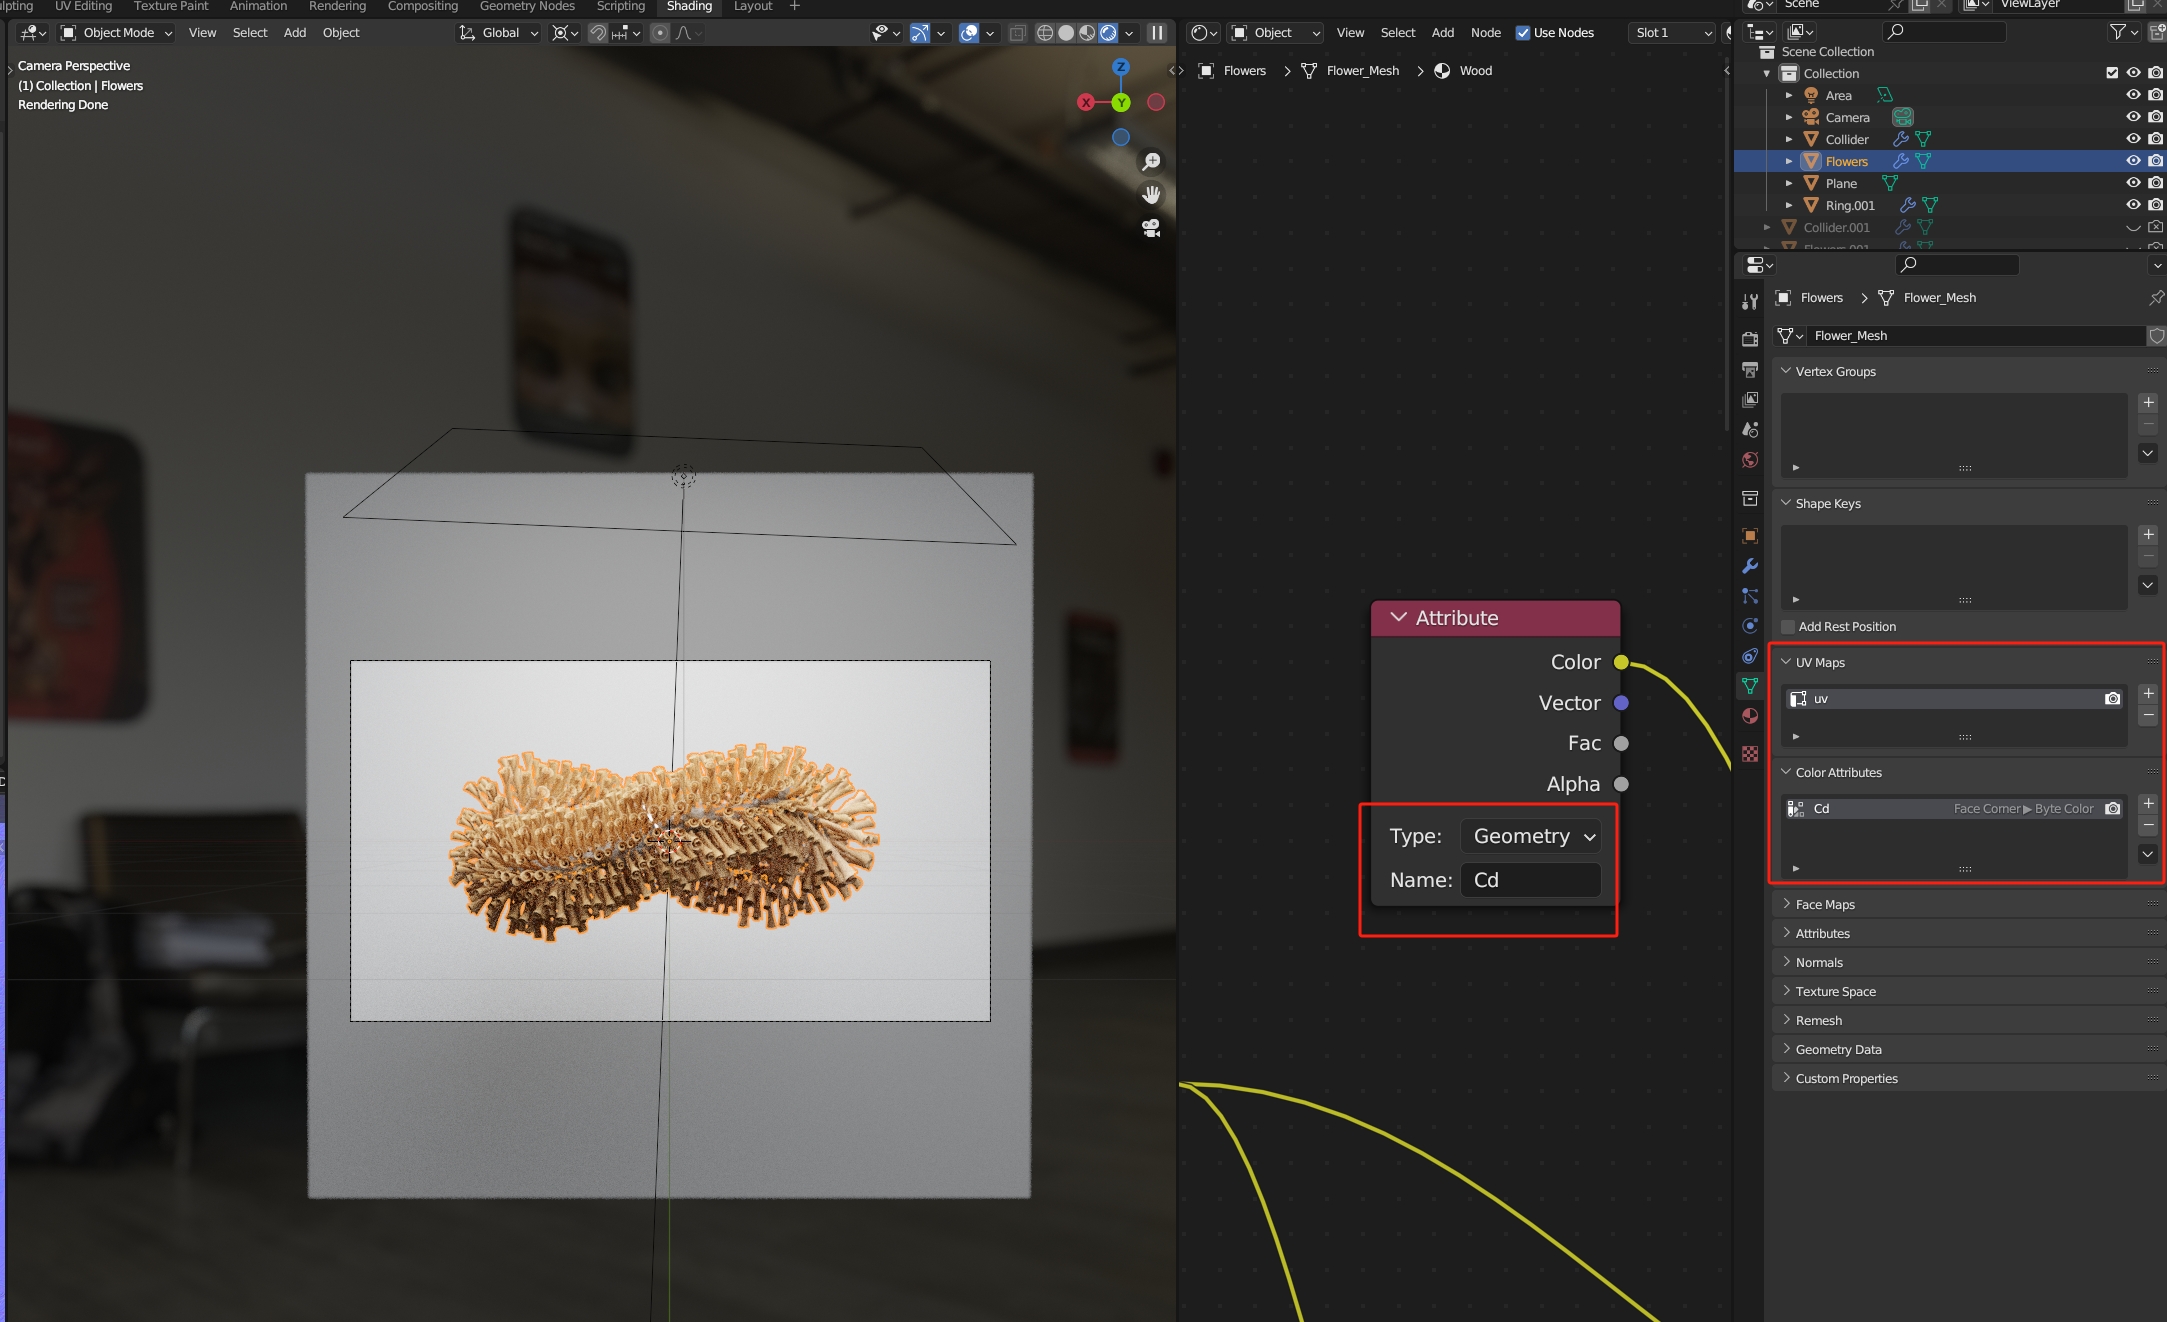 ulpting UV Editing Texture Paint Animation Rendering Compositing Geometry Nodes Scripting Shading Layout +
Scene
ViewLayer
Object Mode View Select Add Object Global
Object View Select Add Node Use Nodes Slot 1
Camera Perspective
(1) Collection | Flowers
Rendering Done
Z
X
Y
Flowers > Flower_Mesh > Wood
Attribute
Color
Vector
Fac
Alpha
Type: Geometry
Name: Cd
Scene Collection
Collection
Area
Camera
Collider
Flowers
Plane
Ring.001
Collider.001
Flowers.001
Flowers > Flower_Mesh
Flower_Mesh
Vertex Groups
Shape Keys
Add Rest Position
UV Maps
uv
Color Attributes
Cd Face Corner ▶ Byte Color
Face Maps
Attributes
Normals
Texture Space
Remesh
Geometry Data
Custom Properties